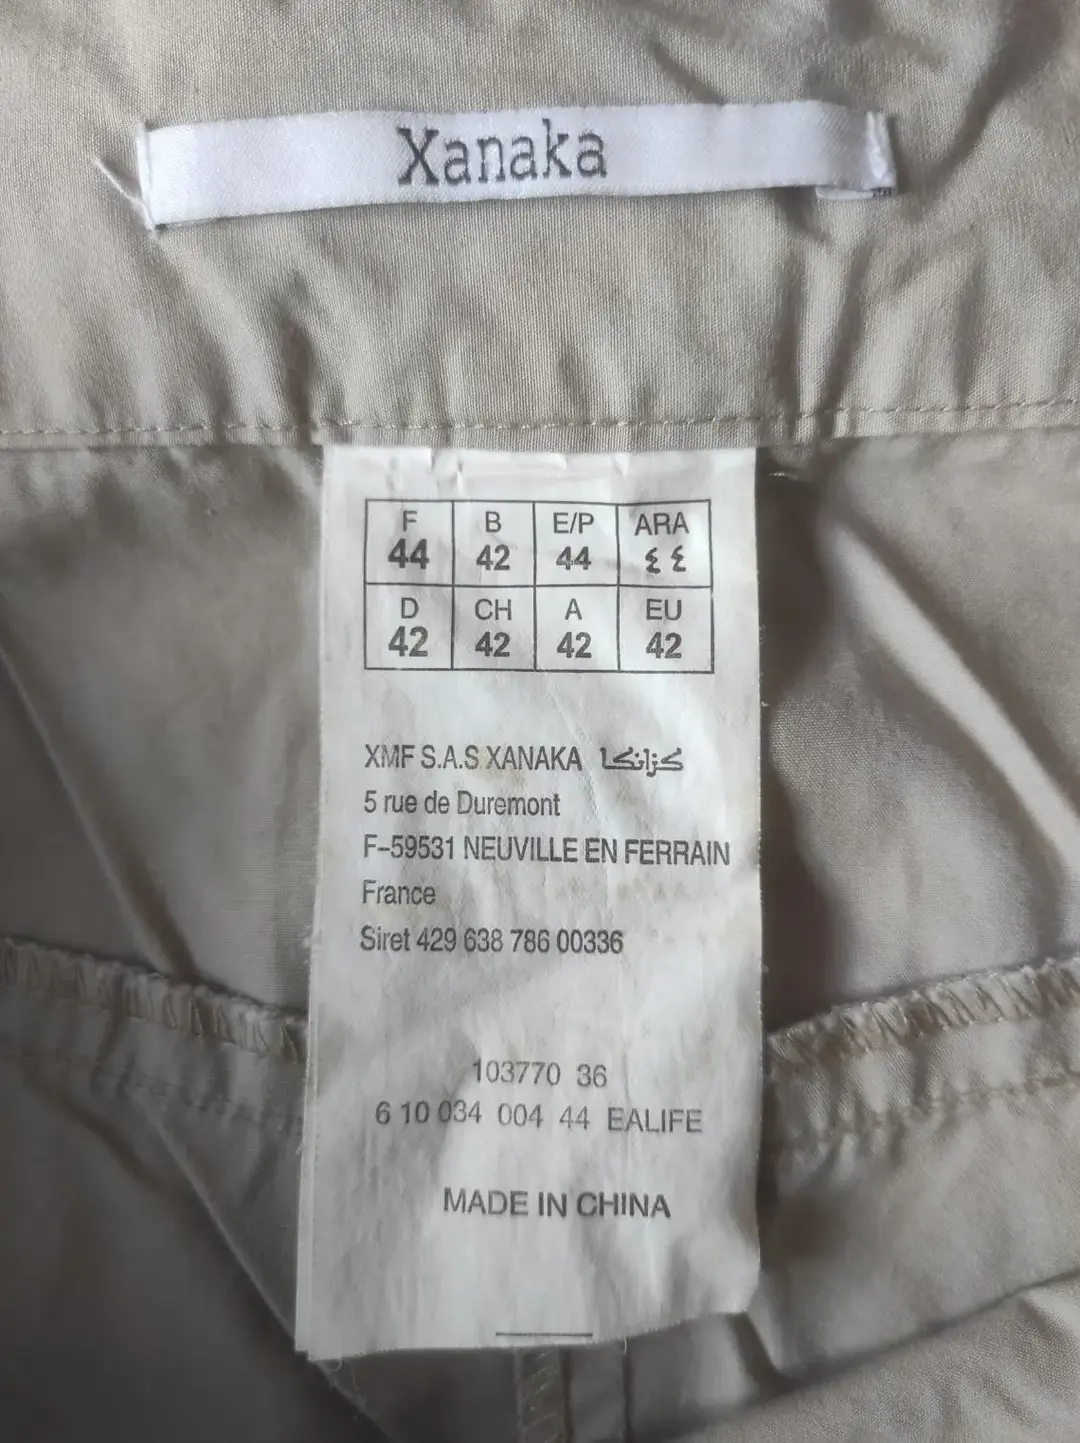 Xanaka
F B E/P ARA
44 42 44 ٤٤
D CH A EU
42 42 42 42
XMF S.A.S XANAKA كزانكا
5 rue de Duremont
F-59531 NEUVILLE EN FERRAIN
France
Siret 429 638 786 00336
103770 36
6 10 034 004 44 EALIFE
MADE IN CHINA